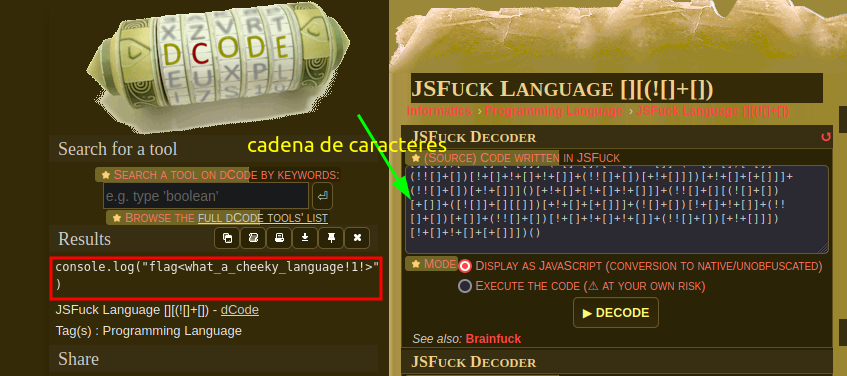 X Z V R T
DCODE
EUXPL
cadena de caracteres
Search for a tool
★ SEARCH A TOOL ON DCODE BY KEYWORDS:
e.g. type 'boolean'
★ BROWSE THE FULL DCODE TOOLS' LIST
Results
console.log("flag<what_a_cheeky_language!1!>"
)
JSFuck Language [][(![]+[]) - dCode
Tag(s) : Programming Language
Share
JSFUCK LANGUAGE [][(![]+[])
Informatics › Programming Language › JSFuck Language [][(![]+[])
JSFUCK DECODER
★ (SOURCE) CODE WRITTEN IN JSFUCK
(!![]+[])[!+[]+!+[]+!+[]]+(!![]+[])[+!+[]]])[+!+[]+[+[]]]+
(!![]+[])[+!+[]]]()[+!+[]+[!+[]+!+[]]]+(!![]+[][(![]+[])
[+[]]+([![]]+[][[]])[+!+[]+[+[]]]+(![]+[])[!+[]+!+[]]+(!!
[]+[])[+[]]+(!![]+[])[!+[]+!+[]+!+[]]+(!![]+[])[+!+[]]])
[!+[]+!+[]+[+[]]])()
★ MODE
DISPLAY AS JAVASCRIPT (CONVERSION TO NATIVE/UNOBFUSCATED)
EXECUTE THE CODE (⚠ AT YOUR OWN RISK)
▶ DECODE
See also: Brainfuck
JSFUCK DECODER